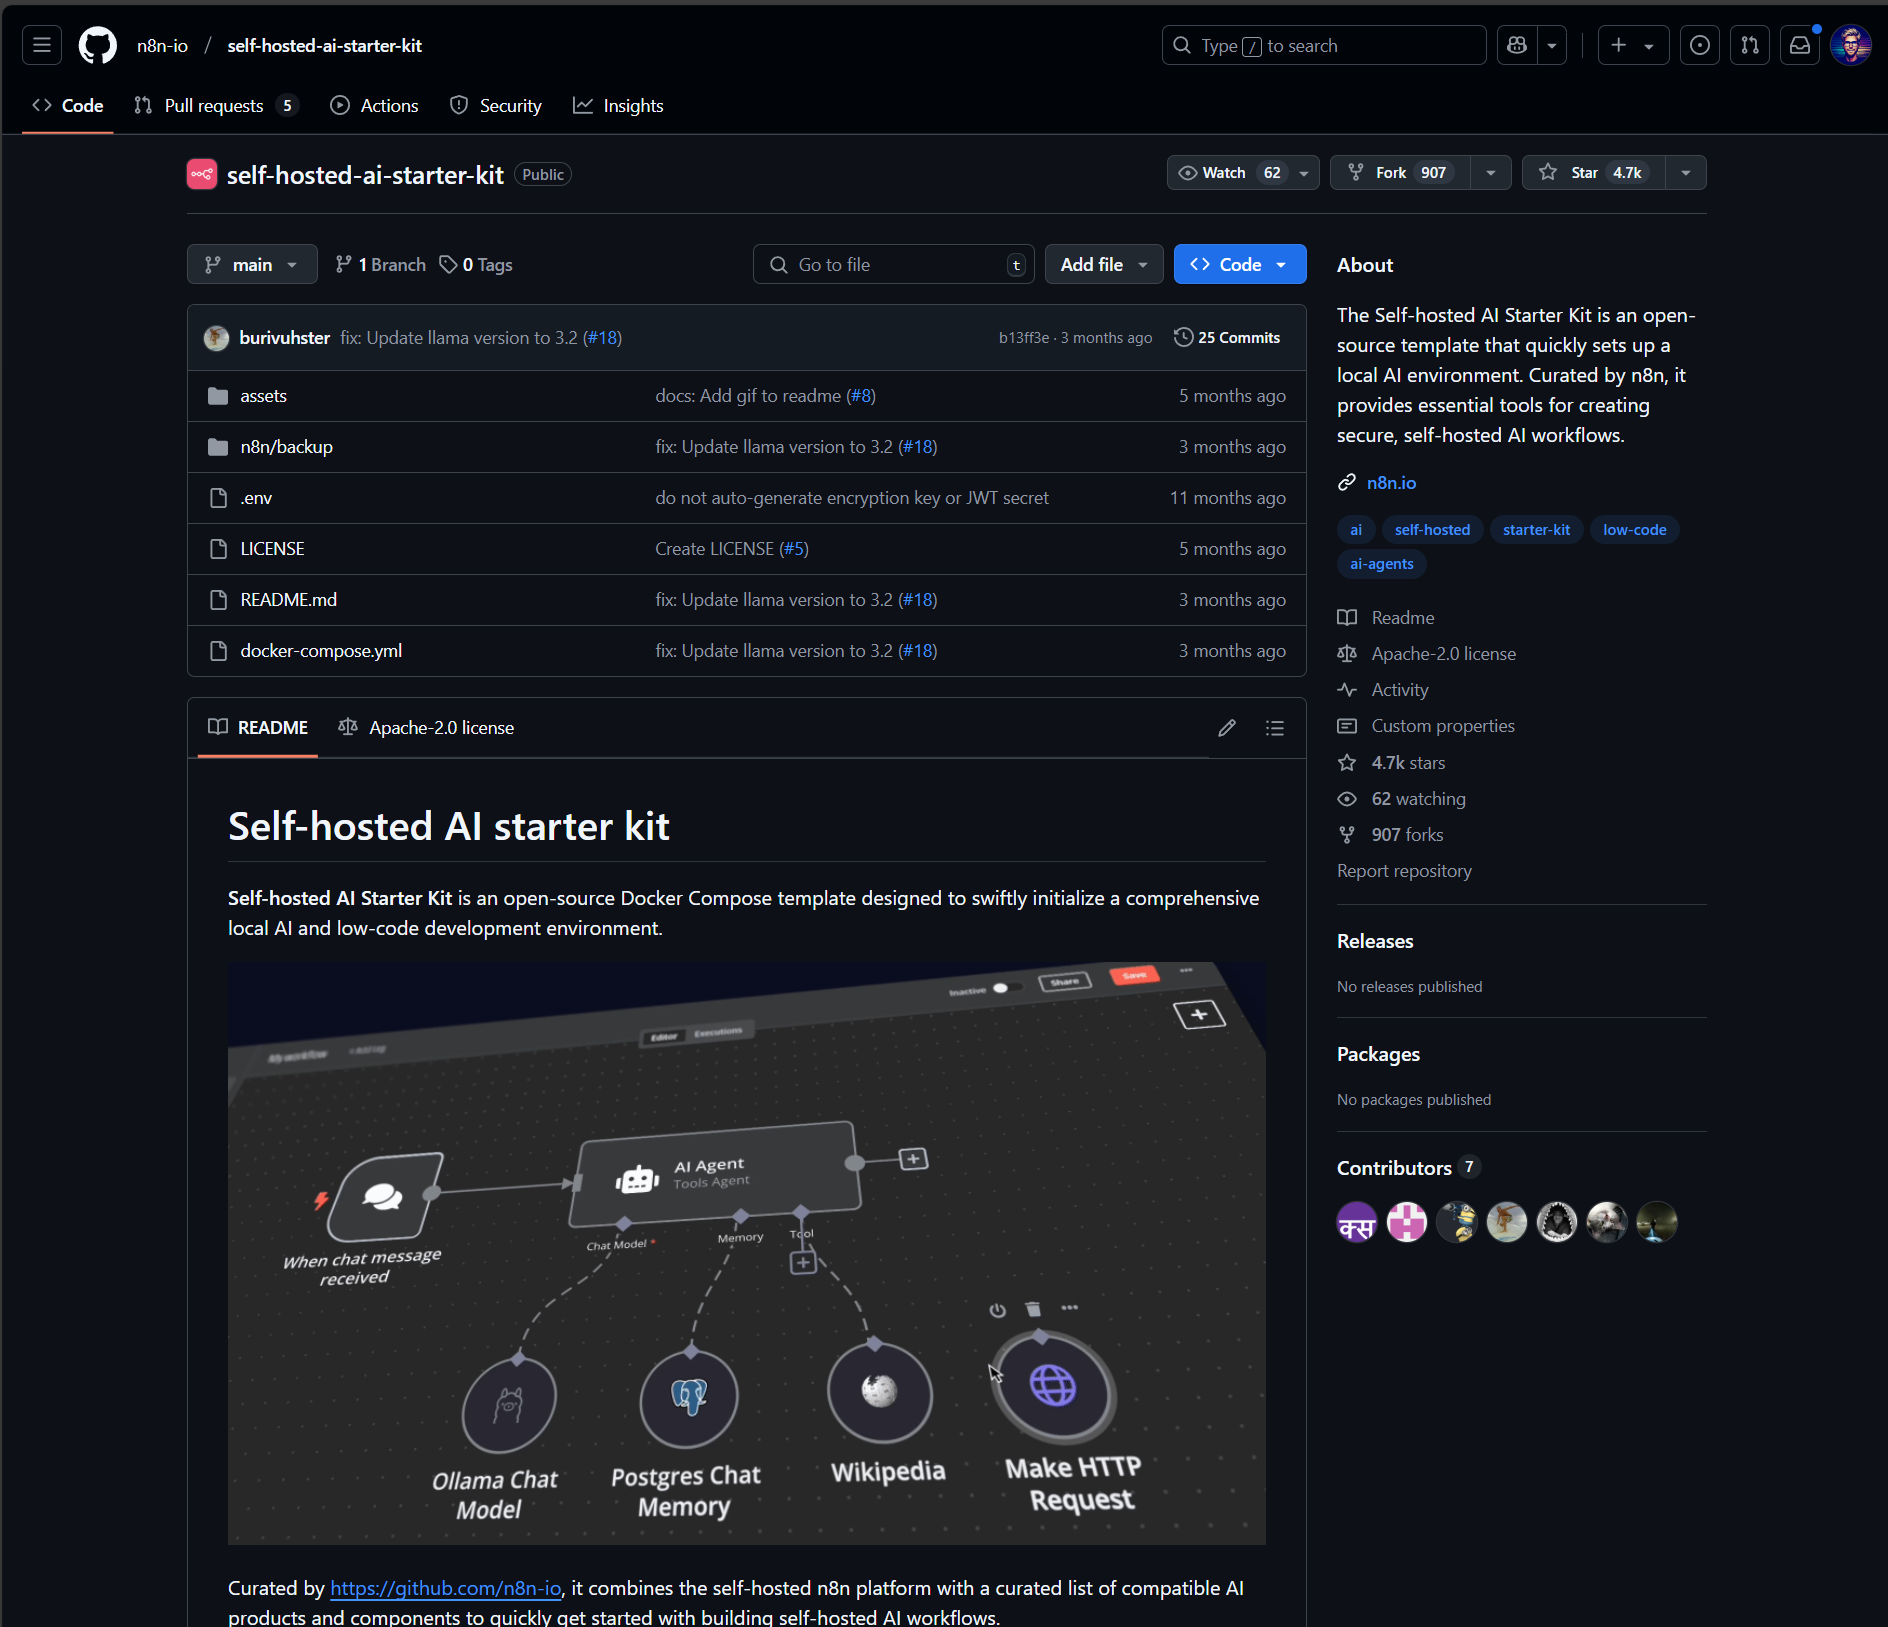 n8n-io / self-hosted-ai-starter-kit
Type / to search
Code
Pull requests 5
Actions
Security
Insights
self-hosted-ai-starter-kit Public
Watch 62
Fork 907
Star 4.7k
main
1 Branch
0 Tags
Go to file t
Add file
Code
burivuhster fix: Update llama version to 3.2 (#18) b13ff3e · 3 months ago 25 Commits
assets docs: Add gif to readme (#8) 5 months ago
n8n/backup fix: Update llama version to 3.2 (#18) 3 months ago
.env do not auto-generate encryption key or JWT secret 11 months ago
LICENSE Create LICENSE (#5) 5 months ago
README.md fix: Update llama version to 3.2 (#18) 3 months ago
docker-compose.yml fix: Update llama version to 3.2 (#18) 3 months ago
README
Apache-2.0 license
Self-hosted AI starter kit
Self-hosted AI Starter Kit is an open-source Docker Compose template designed to swiftly initialize a comprehensive
local AI and low-code development environment.
My workflow + Add tag
Editor Executions
Inactive
Share
Save
When chat message
received
AI Agent
Tools Agent
Chat Model *
Memory
Tool
Ollama Chat
Model
Postgres Chat
Memory
Wikipedia
Make HTTP
Request
Curated by https://github.com/n8n-io, it combines the self-hosted n8n platform with a curated list of compatible AI
products and components to quickly get started with building self-hosted AI workflows.
About
The Self-hosted AI Starter Kit is an open-
source template that quickly sets up a
local AI environment. Curated by n8n, it
provides essential tools for creating
secure, self-hosted AI workflows.
n8n.io
ai self-hosted starter-kit low-code
ai-agents
Readme
Apache-2.0 license
Activity
Custom properties
4.7k stars
62 watching
907 forks
Report repository
Releases
No releases published
Packages
No packages published
Contributors 7
क्स